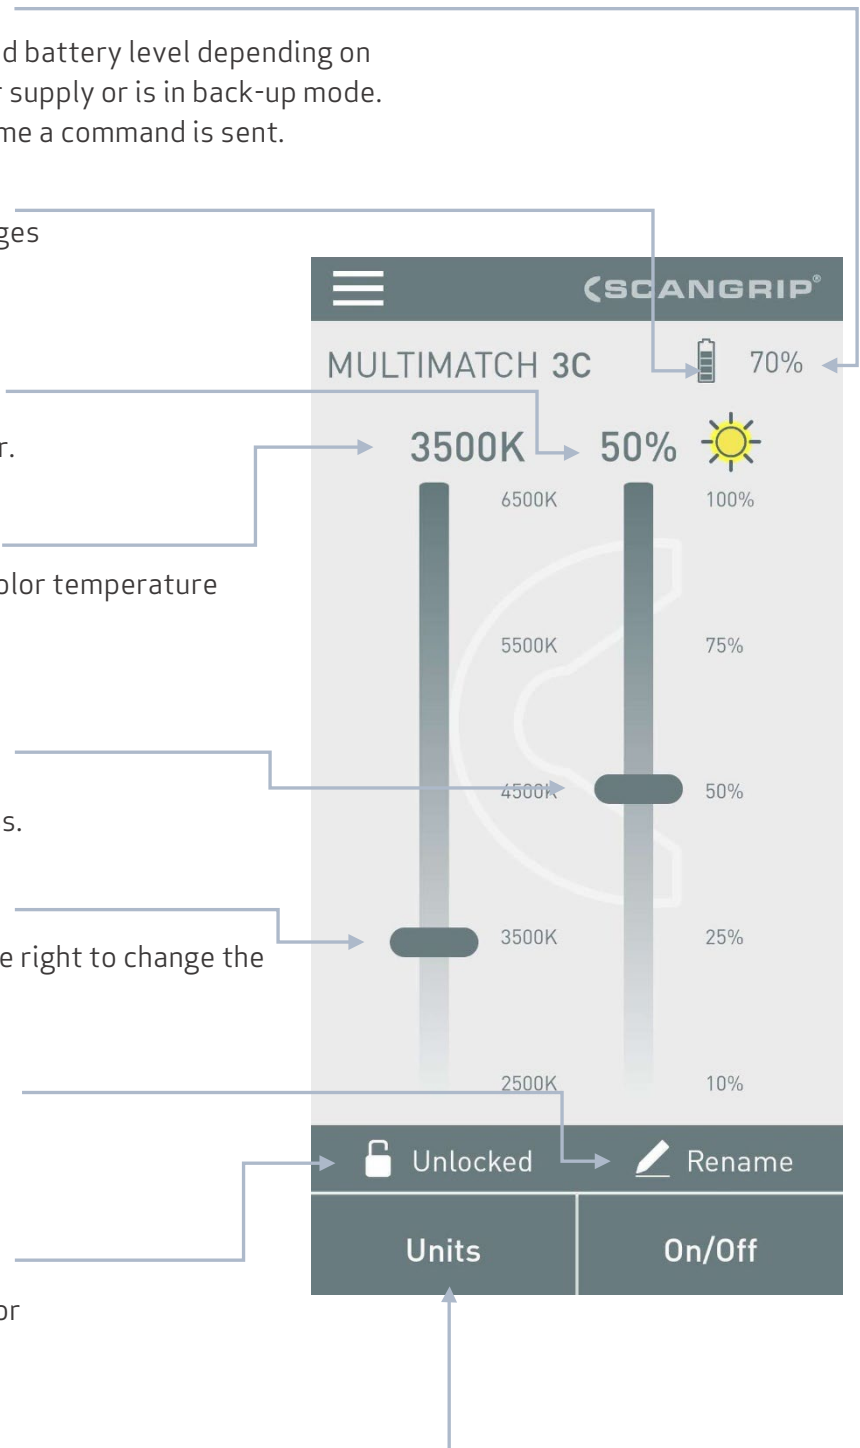 d battery level depending on
r supply or is in back-up mode.
me a command is sent.
ges
SCANGRIP®
MULTIMATCH 3C 70%
r.
3500K 50%
6500K 100%
olor temperature
5500K 75%
4500K 50%
s.
3500K 25%
e right to change the
2500K 10%
Unlocked Rename
Units On/Off
or